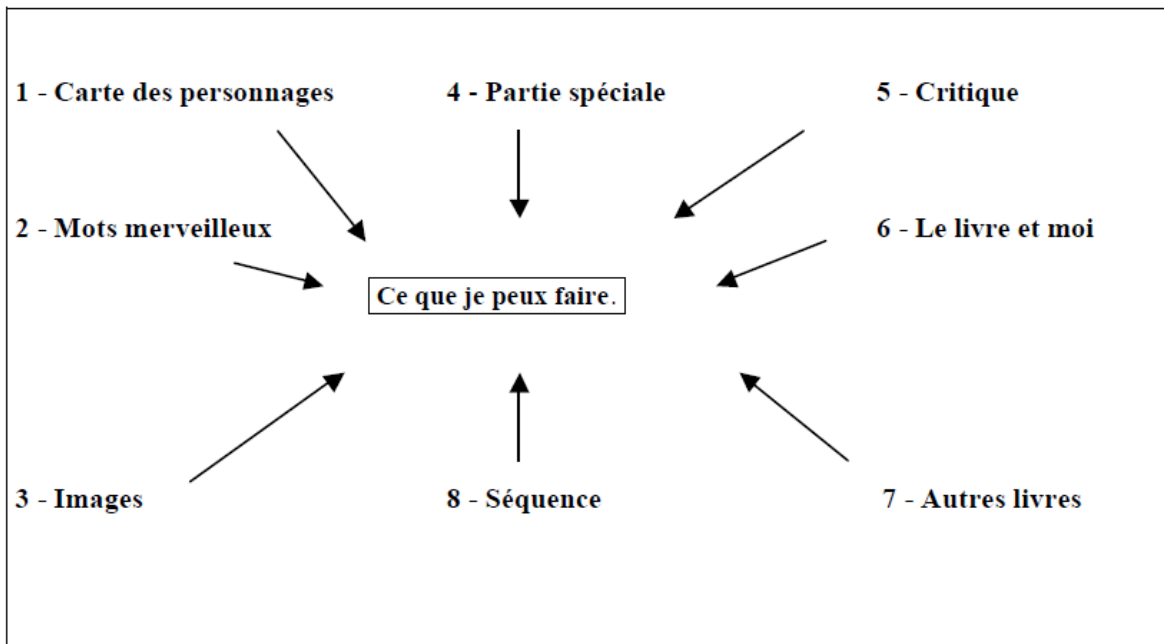 1 - Carte des personnages
4 - Partie spéciale
5 - Critique
2 - Mots merveilleux
6 - Le livre et moi
Ce que je peux faire.
3 - Images
8 - Séquence
7 - Autres livres